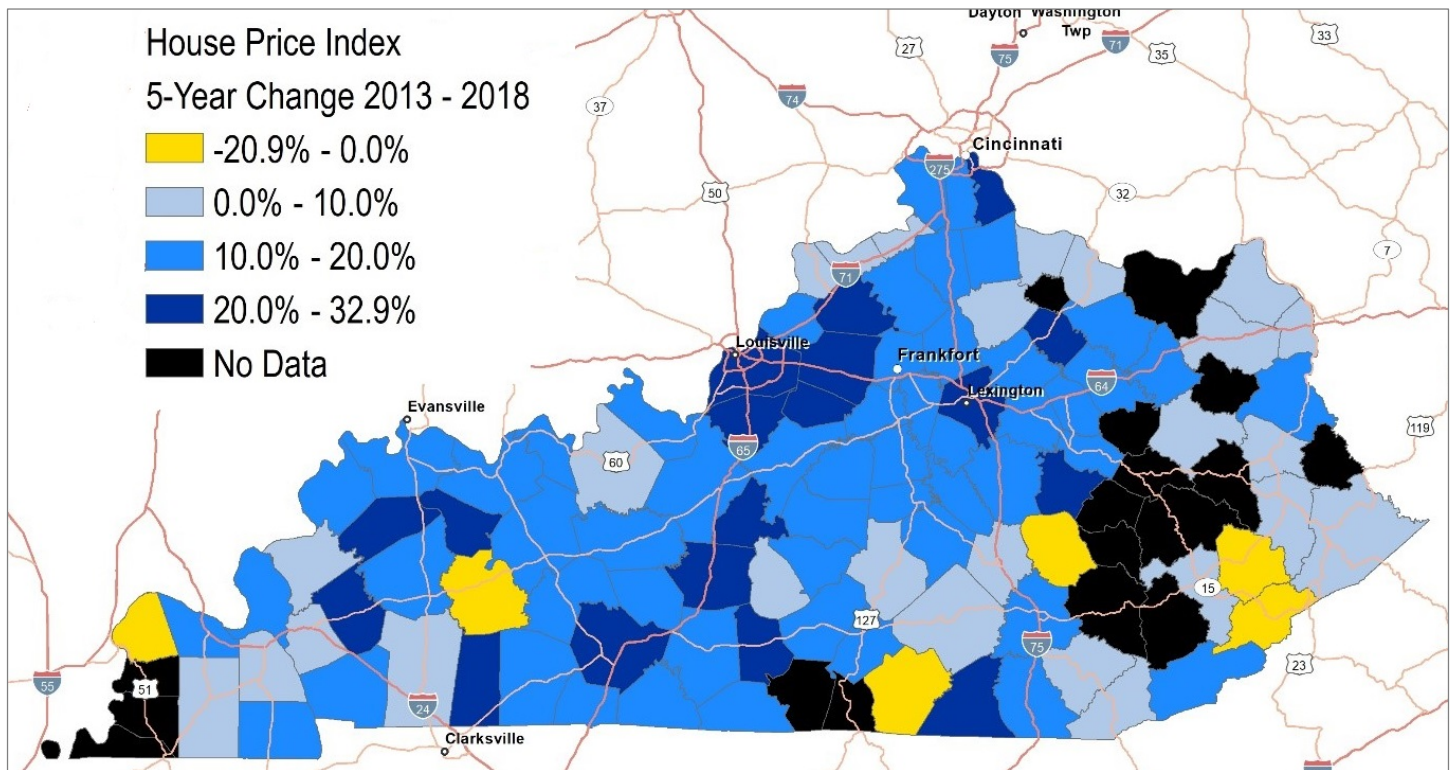 House Price Index
5-Year Change 2013 - 2018
-20.9% - 0.0%
0.0% - 10.0%
10.0% - 20.0%
20.0% - 32.9%
No Data
Dayton Washington
Twp
27
75
71
35
33
37
74
50
Cincinnati
275
32
7
71
Louisville
Frankfort
Lexington
64
Evansville
119
60
65
15
127
75
23
51
55
24
Clarksville